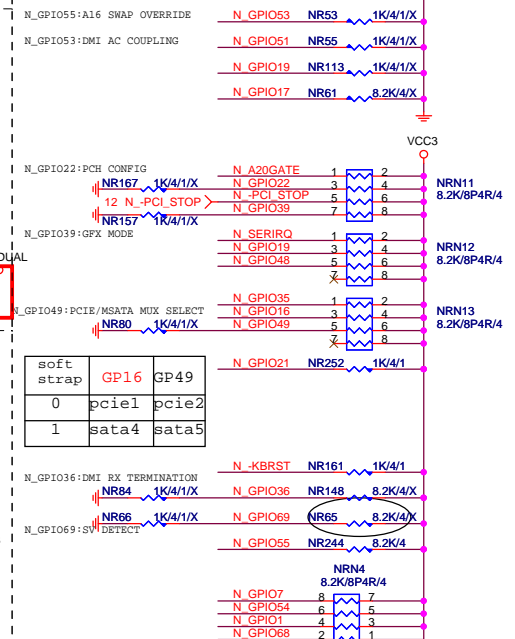 N_GPIO55:A16 SWAP OVERRIDE N_GPIO53 NR53 1K/4/1/X
N_GPIO53:DMI AC COUPLING N_GPIO51 NR55 1K/4/1/X
N_GPIO19 NR113 1K/4/1/X
N_GPIO17 NR61 8.2K/4/X
VCC3
N_GPIO22:PCH CONFIG N_A20GATE 1 2
NR167 1K/4/1/X N_GPIO22 3 4 NRN11
12 N_-PCI_STOP N_-PCI_STOP 5 6 8.2K/8P4R/4
NR157 1K/4/1/X N_GPIO39 7 8
N_GPIO39:GFX MODE N_SERIRQ 1 2
N_GPIO19 3 4 NRN12
DUAL N_GPIO48 5 6 8.2K/8P4R/4
7 8
N_GPIO35 1 2
N_GPIO49:PCIE/MSATA MUX SELECT N_GPIO16 3 4 NRN13
NR80 1K/4/1/X N_GPIO49 5 6 8.2K/8P4R/4
7 8
N_GPIO21 NR252 1K/4/1
soft strap GP16 GP49
0 pcie1 pcie2
1 sata4 sata5
N_-KBRST NR161 1K/4/1
N_GPIO36:DMI RX TERMINATION
NR84 1K/4/1/X N_GPIO36 NR148 8.2K/4/X
NR66 1K/4/1/X N_GPIO69 NR65 8.2K/4/X
N_GPIO69:SV DETECT
N_GPIO55 NR244 8.2K/4
NRN4
8.2K/8P4R/4
N_GPIO7 8 7
N_GPIO54 6 5
N_GPIO1 4 3
N_GPIO68 2 1